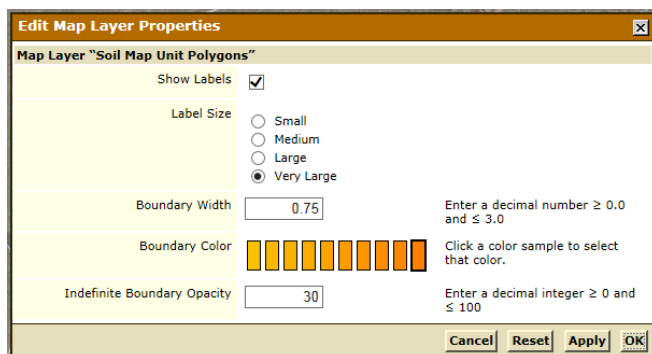 Edit Map Layer Properties
Map Layer “Soil Map Unit Polygons”
Show Labels
Label Size
Small
Medium
Large
Very Large
Boundary Width 0.75 Enter a decimal number ≥ 0.0
and ≤ 3.0
Boundary Color Click a color sample to select
that color.
Indefinite Boundary Opacity 30 Enter a decimal integer ≥ 0 and
≤ 100
Cancel Reset Apply OK